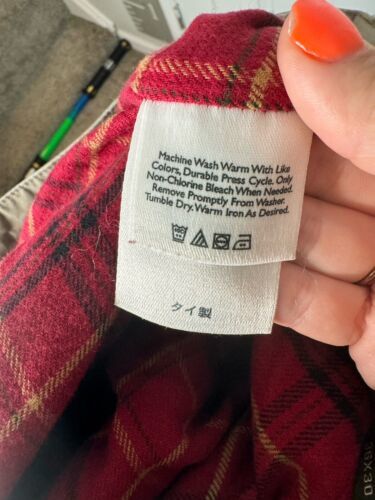 Machine Wash Warm With Like
Colors, Durable Press Cycle. Only
Non-Chlorine Bleach When Needed.
Remove Promptly From Washer.
Tumble Dry. Warm Iron As Desired.
タイ製
38X30